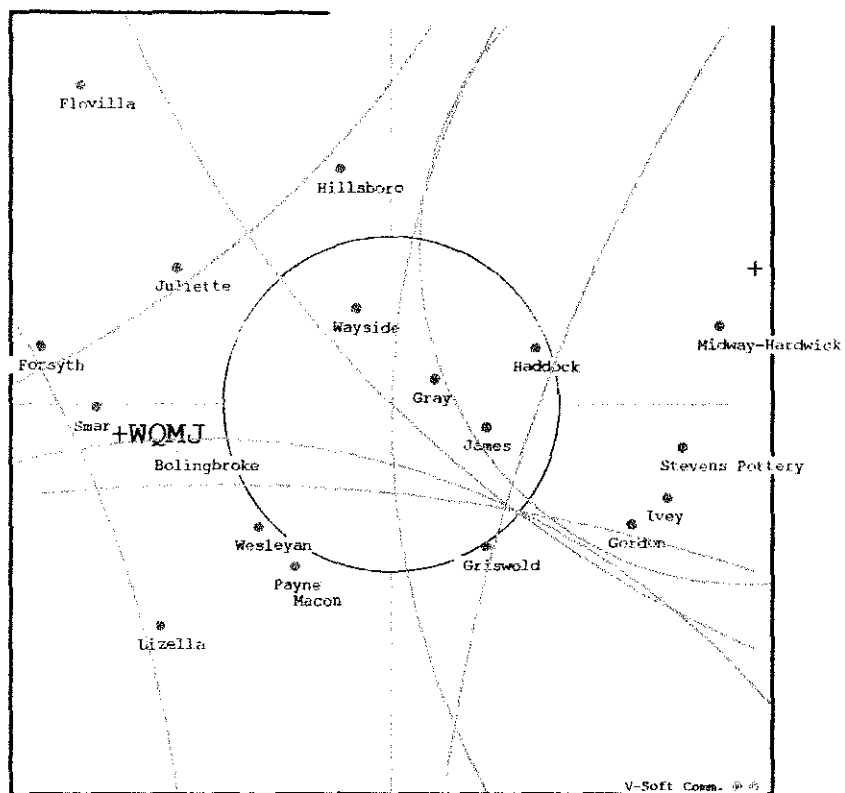 Flovilla
Hillsboro
Juliette
Wayside
Midway-Hardwick
Forsyth
Haddock
Gray
Smar
+WQMJ
James
Bolingbroke
Stevens Pottery
Ivey
Wesleyan
Gordon
Griswold
Payne
Macon
Lizella
V-Soft Comm.